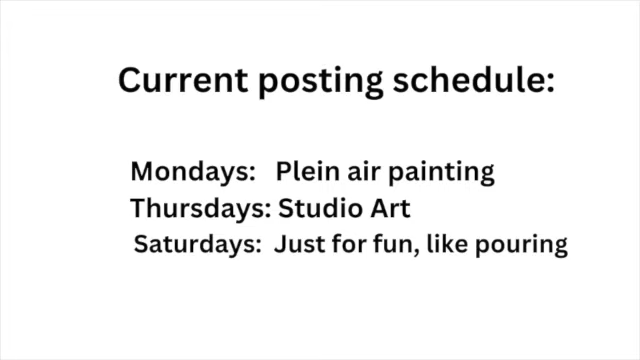 Current posting schedule:
Mondays: Plein air painting
Thursdays: Studio Art
Saturdays: Just for fun, like pouring